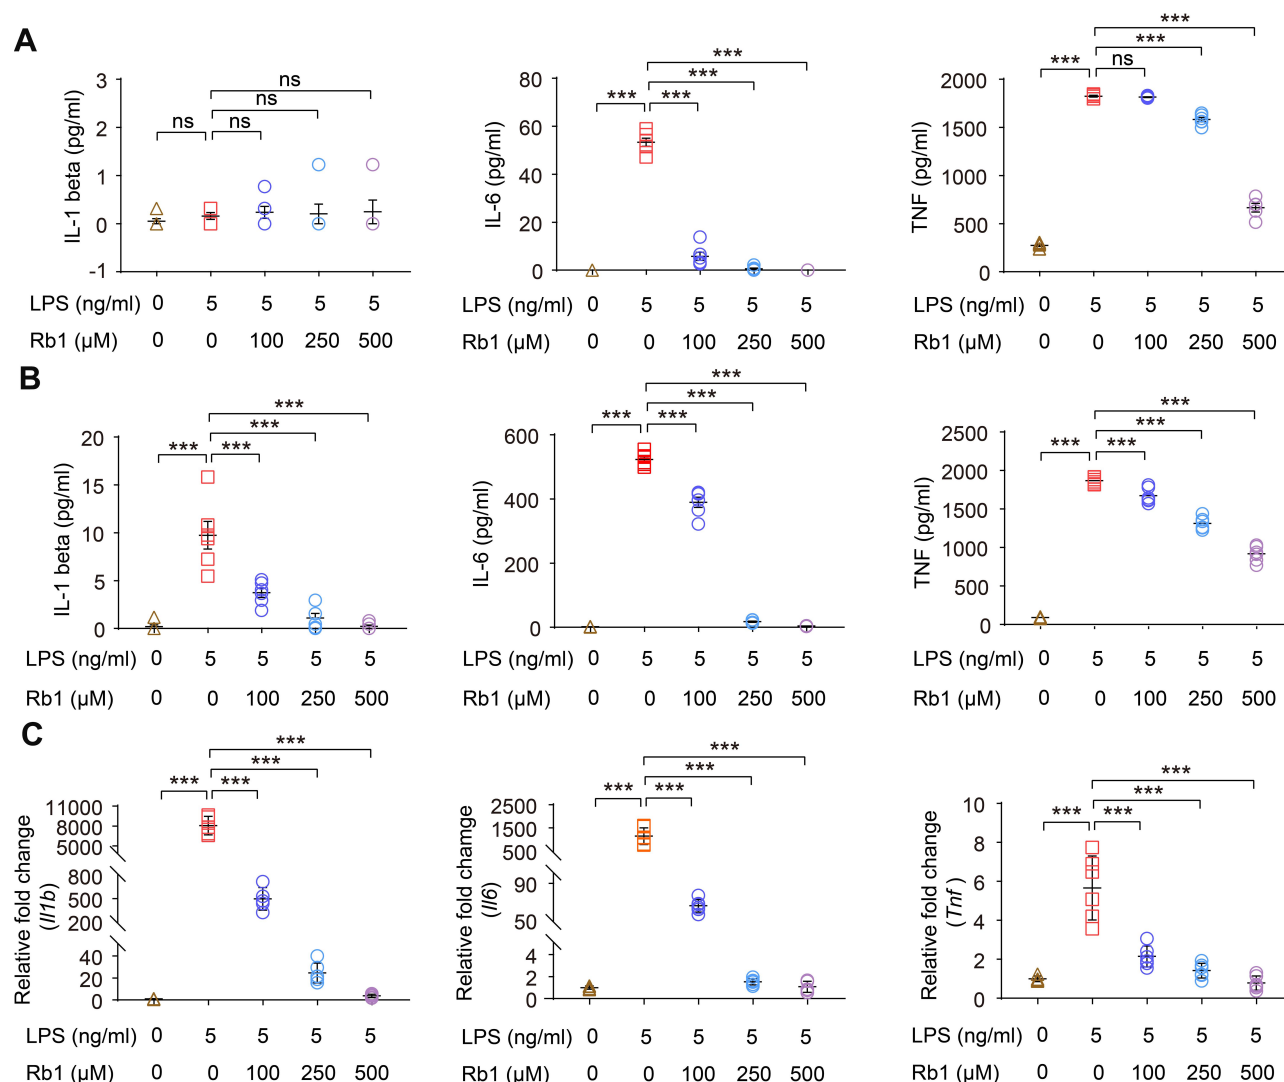 A
IL-1 beta (pg/ml)
3
2
1
0
-1
ns
ns
ns
ns
LPS (ng/ml) 0 5 5 5 5
Rb1 (µM) 0 0 100 250 500
IL-6 (pg/ml)
80
60
40
20
0
***
***
***
***
LPS (ng/ml) 0 5 5 5 5
Rb1 (µM) 0 0 100 250 500
TNF (pg/ml)
2000
1500
1000
500
0
***
***
***
ns
LPS (ng/ml) 0 5 5 5 5
Rb1 (µM) 0 0 100 250 500
B
IL-1 beta (pg/ml)
20
15
10
5
0
***
***
***
***
LPS (ng/ml) 0 5 5 5 5
Rb1 (µM) 0 0 100 250 500
IL-6 (pg/ml)
600
400
200
0
***
***
***
***
LPS (ng/ml) 0 5 5 5 5
Rb1 (µM) 0 0 100 250 500
TNF (pg/ml)
2500
2000
1500
1000
500
0
***
***
***
***
LPS (ng/ml) 0 5 5 5 5
Rb1 (µM) 0 0 100 250 500
C
Relative fold change
(Il1b)
11000
8000
5000
800
500
200
40
20
0
***
***
***
***
LPS (ng/ml) 0 5 5 5 5
Rb1 (µM) 0 0 100 250 500
Relative fold chamge
(Il6)
2500
1500
500
90
50
4
2
0
***
***
***
***
LPS (ng/ml) 0 5 5 5 5
Rb1 (µM) 0 0 100 250 500
Relative fold change
(Tnf)
10
8
6
4
2
0
***
***
***
***
LPS (ng/ml) 0 5 5 5 5
Rb1 (µM) 0 0 100 250 500